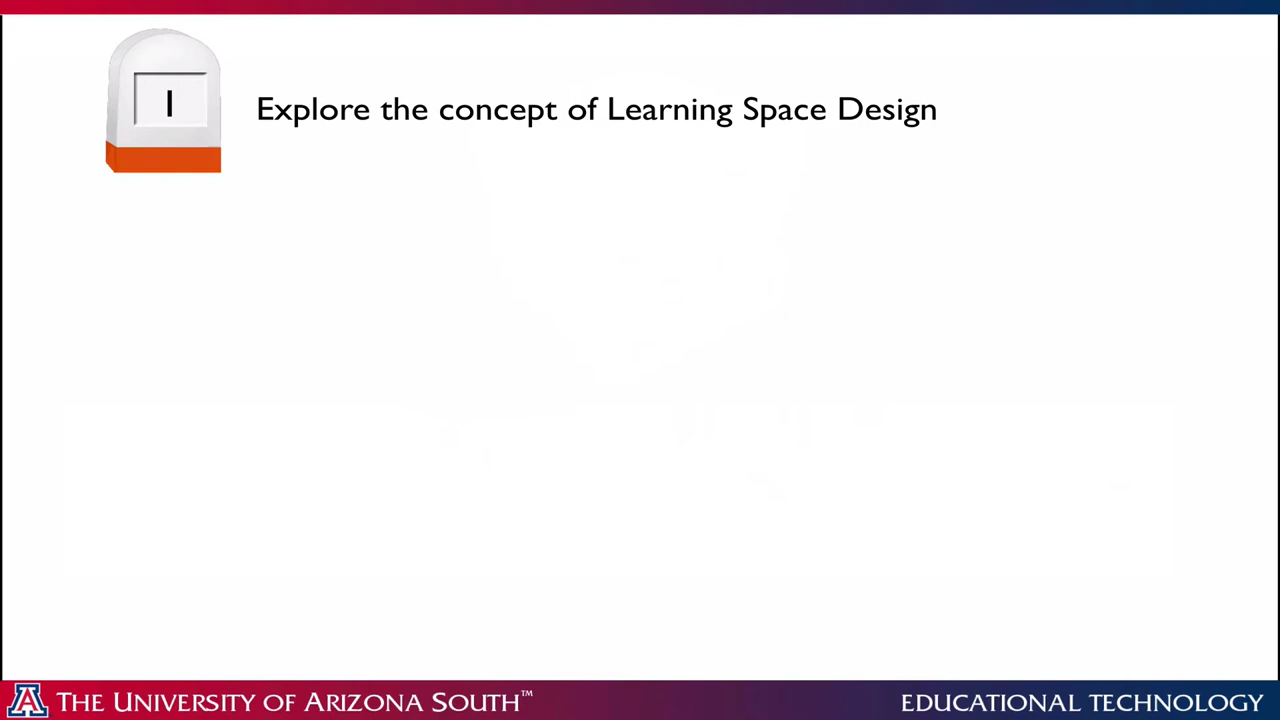 1
Explore the concept of Learning Space Design
A
THE UNIVERSITY OF ARIZONA SOUTH™
EDUCATIONAL TECHNOLOGY